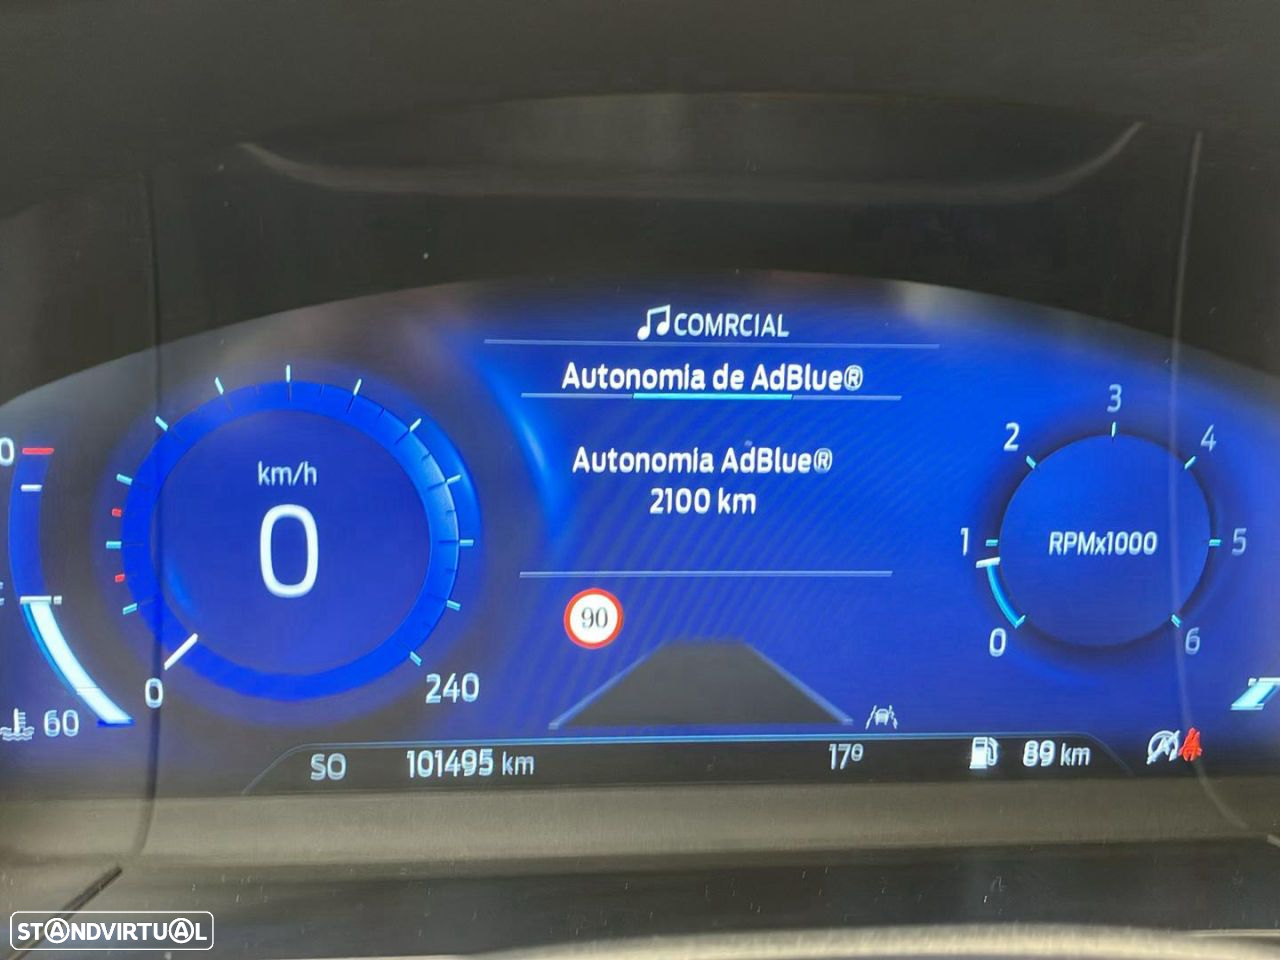 COMRCIAL
Autonomia de AdBlue®
Autonomia AdBlue®
2100 km
km/h
0
0
240
60
90
1
2
3
4
5
6
0
RPMx1000
SO
101495 km
17º
89 km
STANDVIRTUAL